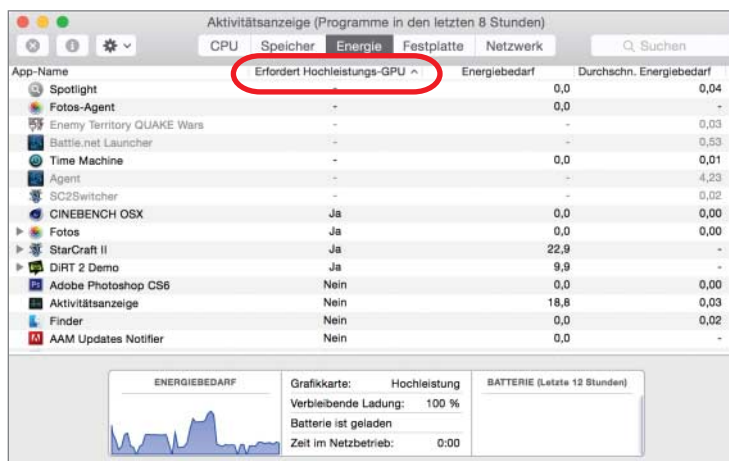 Aktivitätsanzeige (Programme in den letzten 8 Stunden)
CPU Speicher Energie Festplatte Netzwerk Suchen
App-Name Erfordert Hochleistungs-GPU Energiebedarf Durchschn. Energiebedarf
Spotlight - 0,0 0,04
Fotos-Agent - 0,0 -
Enemy Territory QUAKE Wars - - 0,03
Battle.net Launcher - - 0,53
Time Machine - 0,0 0,01
Agent - - 4,23
SC2Switcher - - 0,02
CINEBENCH OSX Ja 0,0 0,00
Fotos Ja 0,0 0,00
StarCraft II Ja 22,9 -
DiRT 2 Demo Ja 9,9 -
Adobe Photoshop CS6 Nein 0,0 0,00
Aktivitätsanzeige Nein 18,8 0,03
Finder Nein 0,0 0,02
AAM Updates Notifier Nein 0,0 -
ENERGIEBEDARF
Grafikkarte: Hochleistung
Verbleibende Ladung: 100 %
Batterie ist geladen
Zeit im Netzbetrieb: 0:00
BATTERIE (Letzte 12 Stunden)